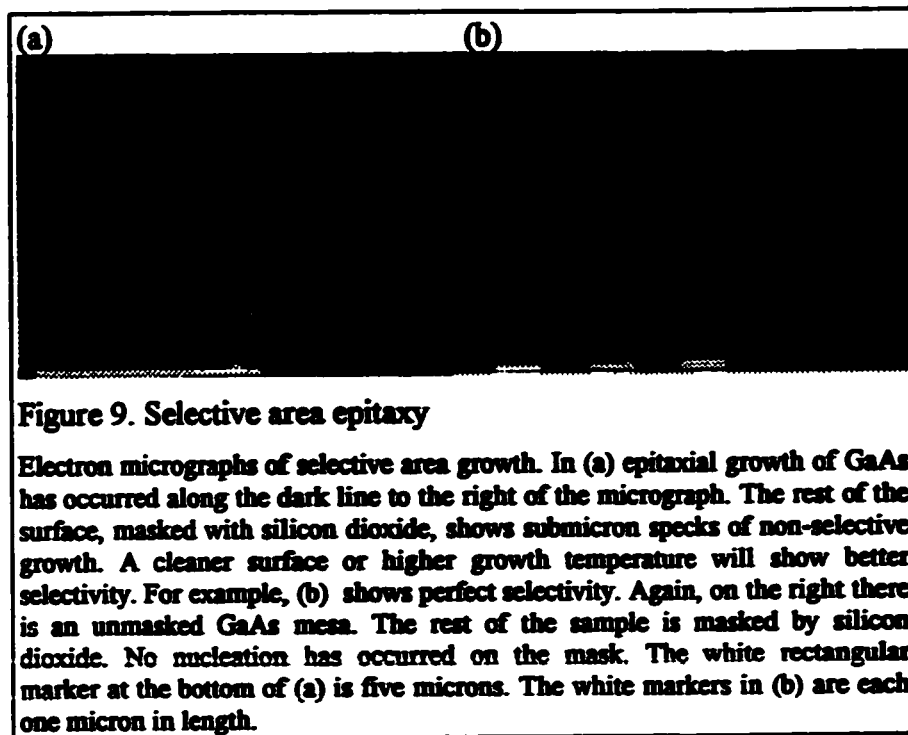 (a) (b)
Figure 9. Selective area epitaxy
Electron micrographs of selective area growth. In (a) epitaxial growth of GaAs
has occurred along the dark line to the right of the micrograph. The rest of the
surface, masked with silicon dioxide, shows submicron specks of non-selective
growth. A cleaner surface or higher growth temperature will show better
selectivity. For example, (b) shows perfect selectivity. Again, on the right there
is an unmasked GaAs mesa. The rest of the sample is masked by silicon
dioxide. No nucleation has occurred on the mask. The white rectangular
marker at the bottom of (a) is five microns. The white markers in (b) are each
one micron in length.